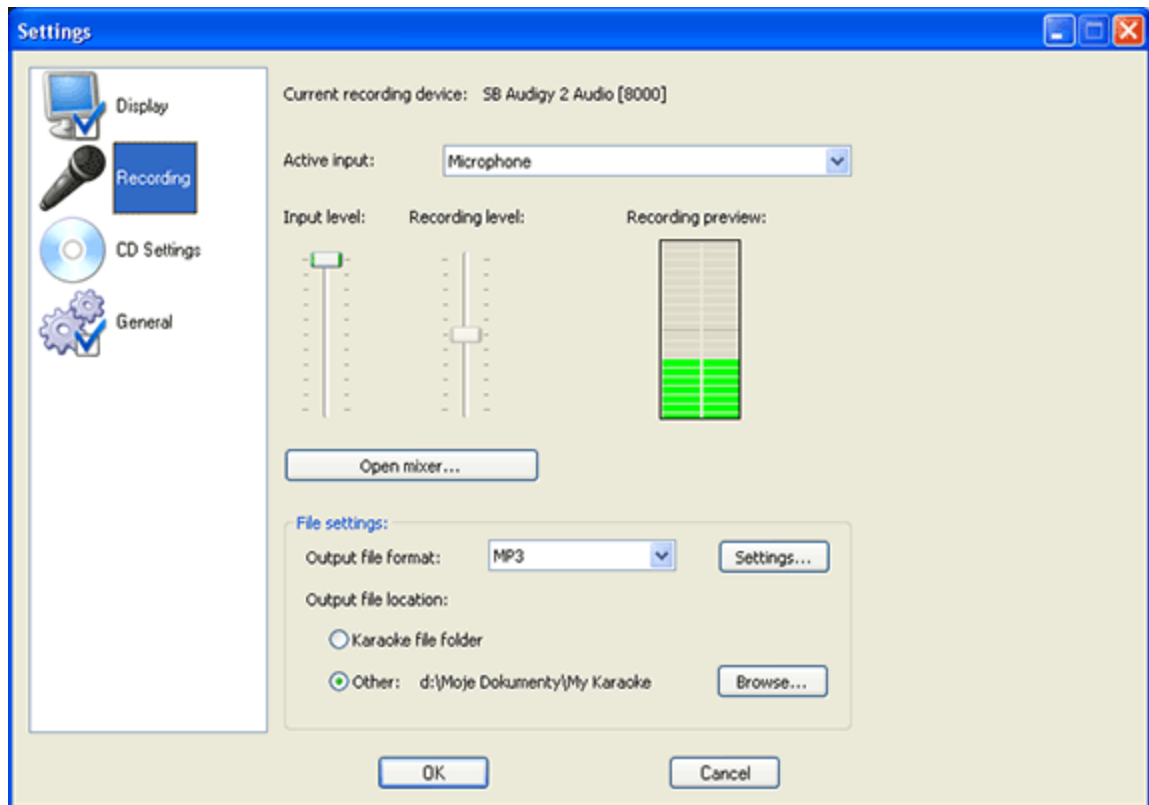 Settings
Display
Recording
CD Settings
General
Current recording device: SB Audigy 2 Audio [8000]
Active input: Microphone
Input level: Recording level: Recording preview:
Open mixer...
File settings:
Output file format: MP3 Settings...
Output file location:
Karaoke file folder
Other: d:\Moje Dokumenty\My Karaoke Browse...
OK Cancel